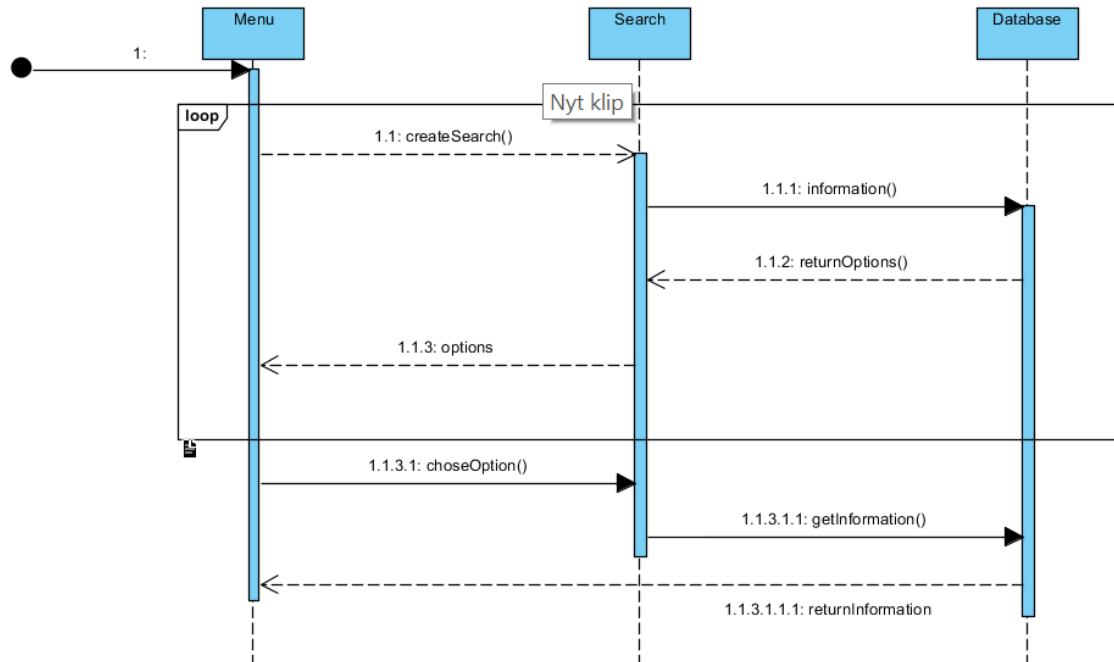 Menu
Search
Database
1:
Nyt klip
loop
1.1: createSearch()
1.1.1: information()
1.1.2: returnOptions()
1.1.3: options
1.1.3.1: choseOption()
1.1.3.1.1: getInformation()
1.1.3.1.1.1: returnInformation